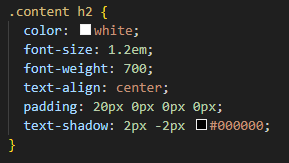 .content h2 {
color: white;
font-size: 1.2em;
font-weight: 700;
text-align: center;
padding: 20px 0px 0px 0px;
text-shadow: 2px -2px #000000;
}